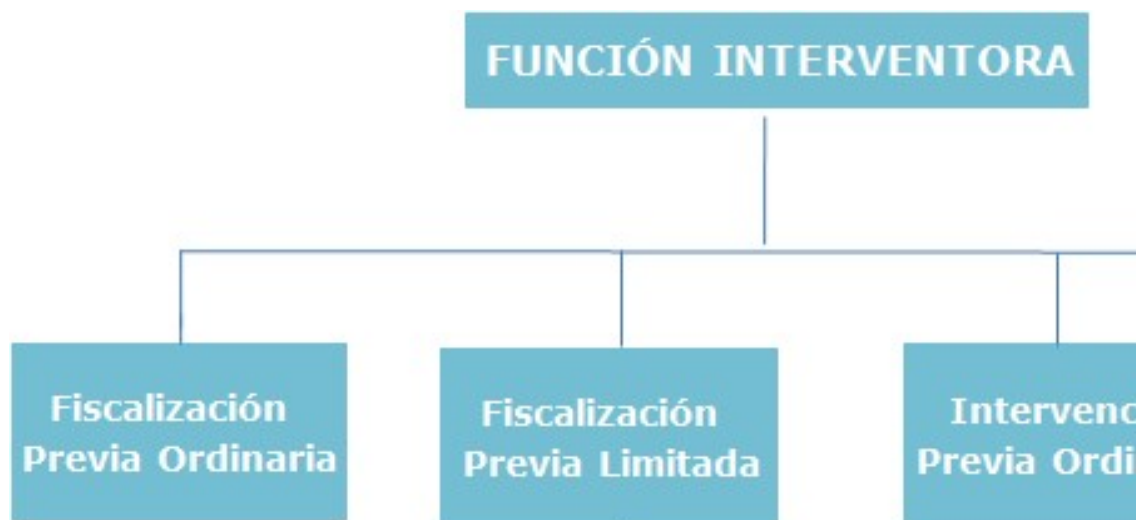 FUNCIÓN INTERVENTORA
Fiscalización
Previa Ordinaria
Fiscalización
Previa Limitada
Intervenc
Previa Ordi